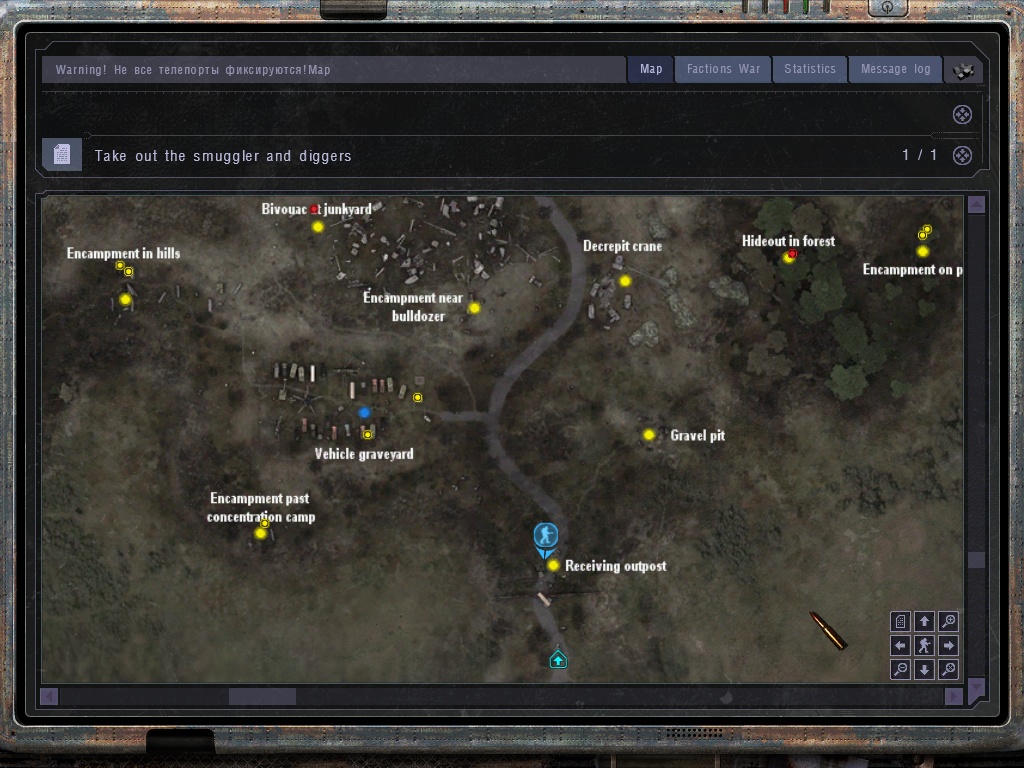 Warning! Не все телепорты фиксируются!Map
Map
Factions War
Statistics
Message log
Take out the smuggler and diggers
1 / 1
Bivouac at junkyard
Encampment in hills
Decrepit crane
Hideout in forest
Encampment on p
Encampment near
bulldozer
Gravel pit
Vehicle graveyard
Encampment past
concentration camp
Receiving outpost